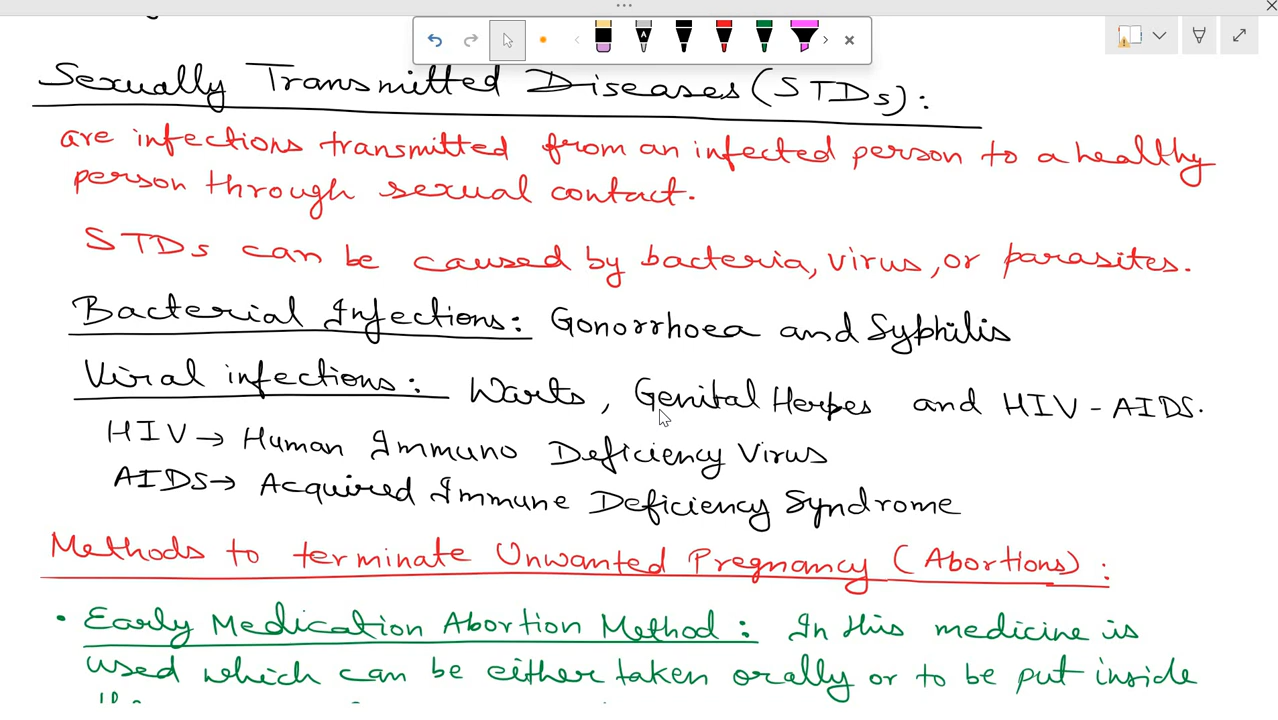 Sexually Transmitted Diseases (STDs):
are infections transmitted from an infected person to a healthy
person through sexual contact.
STDs can be caused by bacteria, virus, or parasites.
Bacterial Infections: Gonorrhoea and Syphilis
Viral infections: Warts, Genital Herpes and HIV-AIDS.
HIV → Human Immuno Deficiency Virus
AIDS → Acquired Immune Deficiency Syndrome
Methods to terminate Unwanted Pregnancy (Abortions):
• Early Medication Abortion Method: In this medicine is
used which can be either taken orally or to be put inside